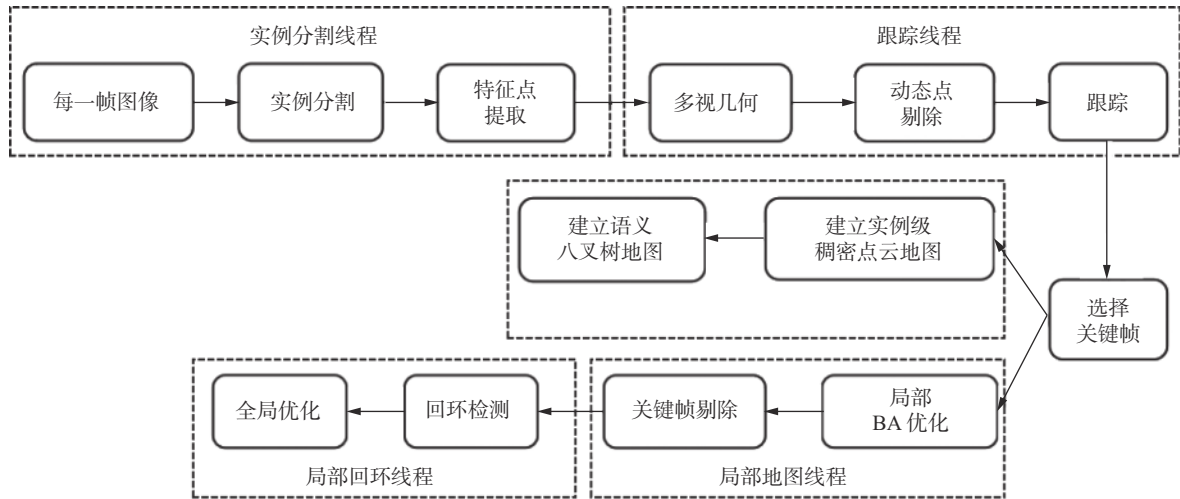 实例分割线程
每一帧图像
实例分割
特征点
提取
跟踪线程
多视几何
动态点
剔除
跟踪
建立语义
八叉树地图
建立实例级
稠密点云地图
选择
关键帧
全局优化
回环检测
局部回环线程
关键帧剔除
局部
BA 优化
局部地图线程